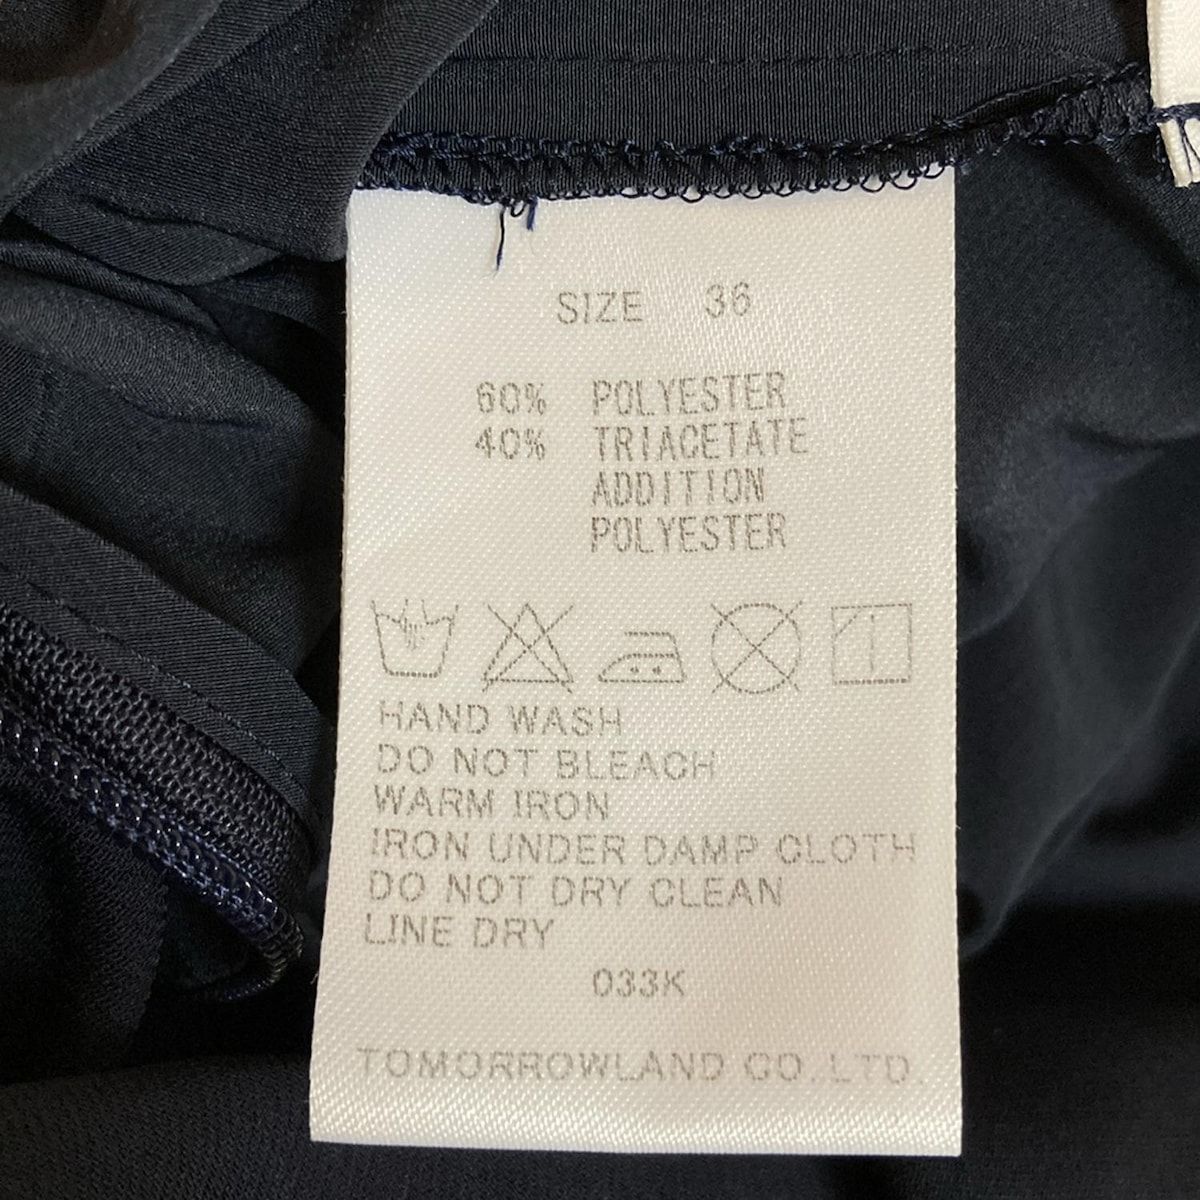 SIZE 36
60% POLYESTER
40% TRIACETATE
ADDITION
POLYESTER
HAND WASH
DO NOT BLEACH
WARM IRON
IRON UNDER DAMP CLOTH
DO NOT DRY CLEAN
LINE DRY
033K
TOMORROWLAND CO.LTD.